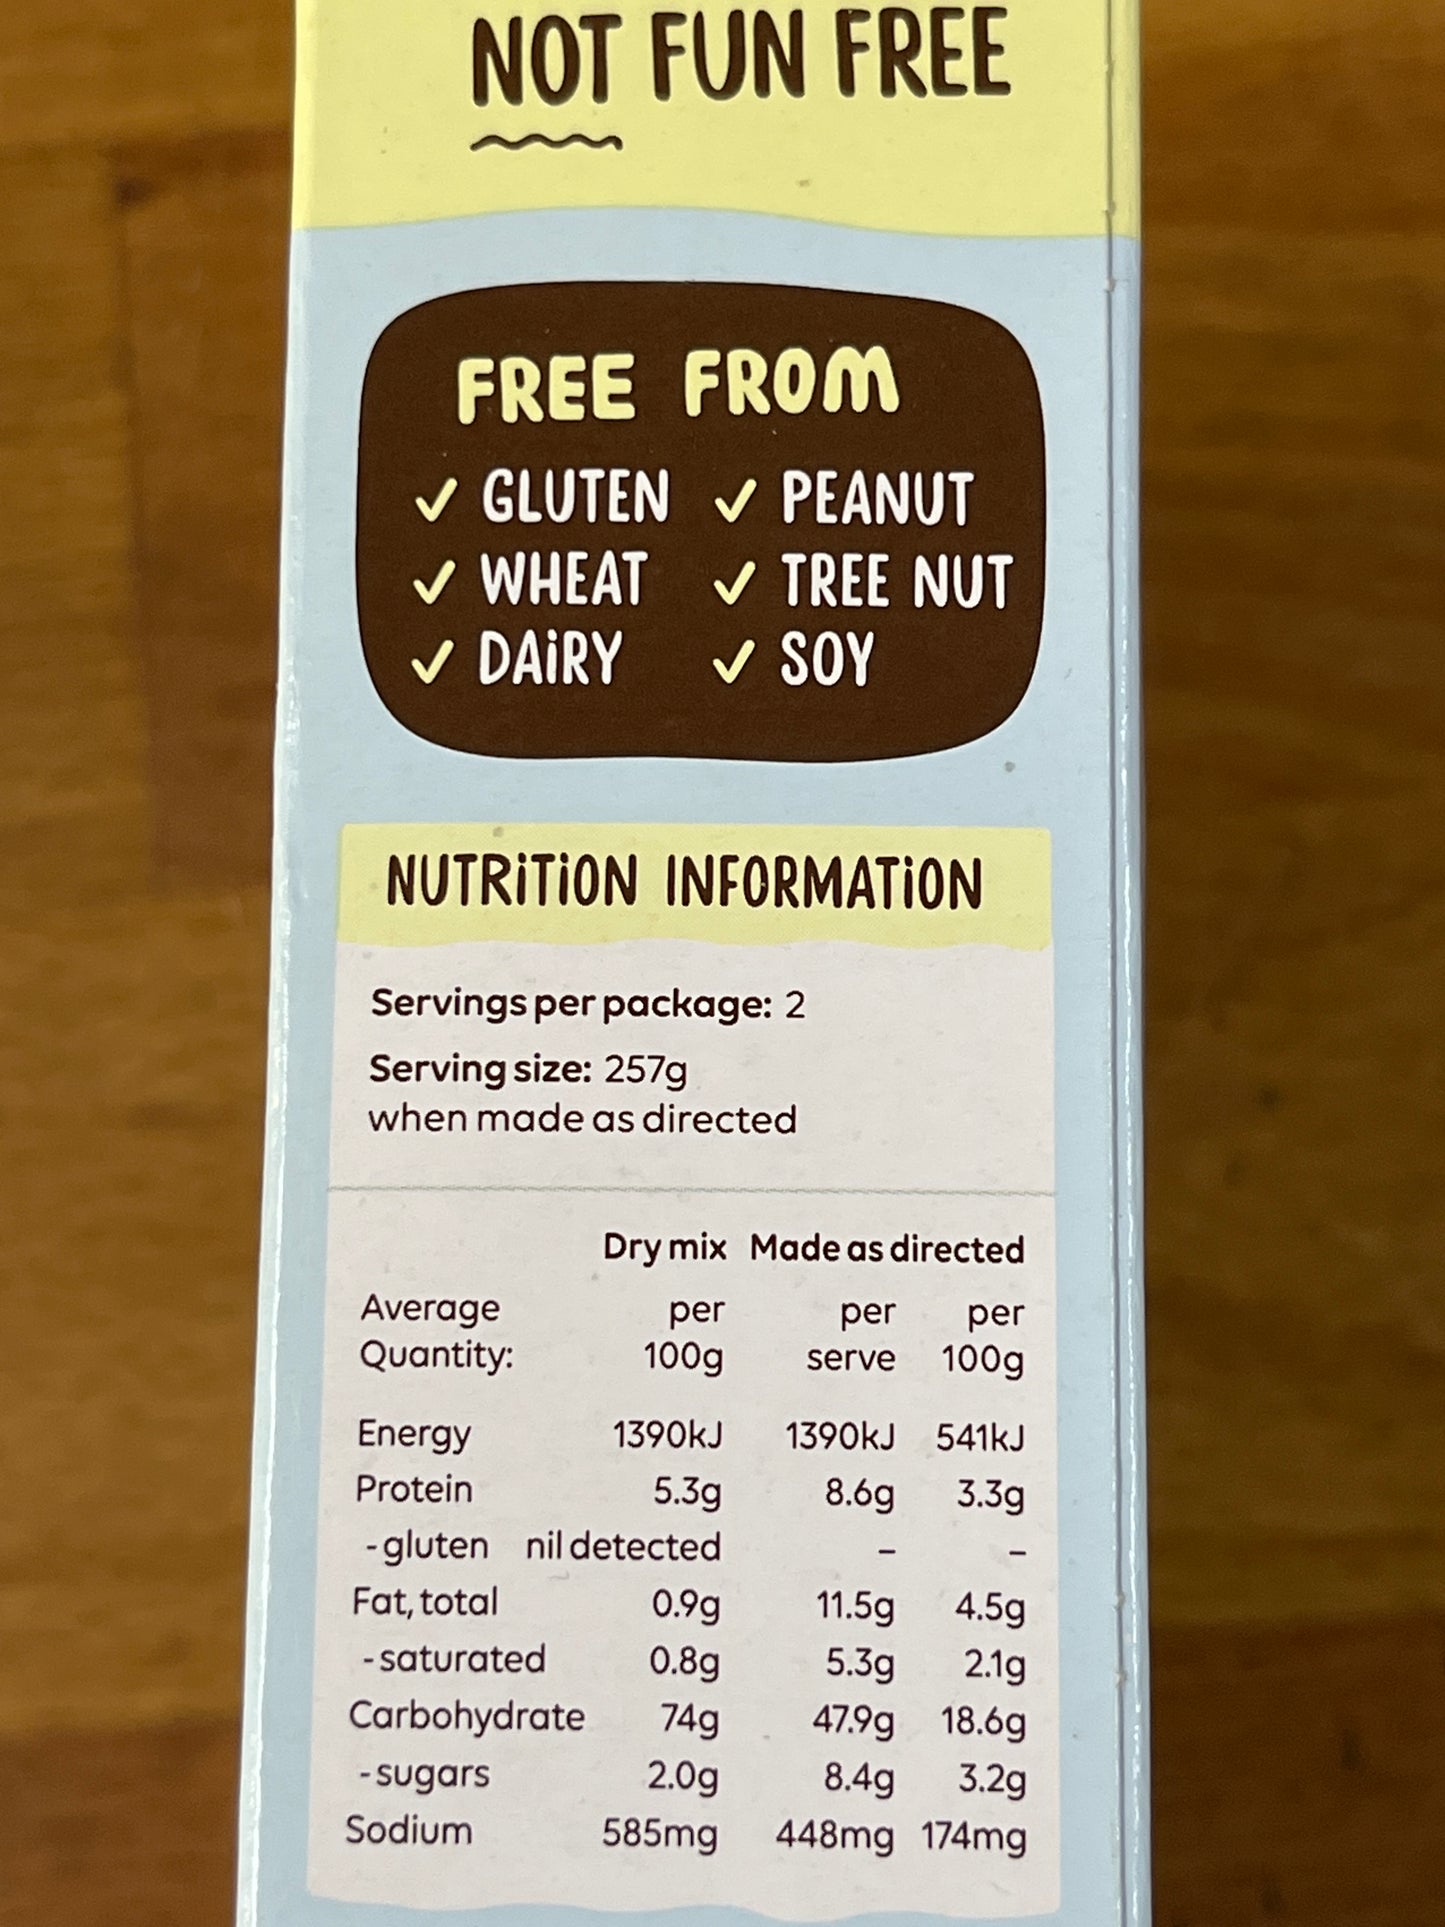 NOT FUN FREE
FREE FROM
✓ GLUTEN ✓ PEANUT
✓ WHEAT ✓ TREE NUT
✓ DAiRY ✓ SOY
NUTRiTiON INFORMATiON
Servings per package: 2
Serving size: 257g
when made as directed
Dry mix Made as directed
Average per per per
Quantity: 100g serve 100g
Energy 1390kJ 1390kJ 541kJ
Protein 5.3g 8.6g 3.3g
- gluten nil detected – –
Fat, total 0.9g 11.5g 4.5g
- saturated 0.8g 5.3g 2.1g
Carbohydrate 74g 47.9g 18.6g
- sugars 2.0g 8.4g 3.2g
Sodium 585mg 448mg 174mg